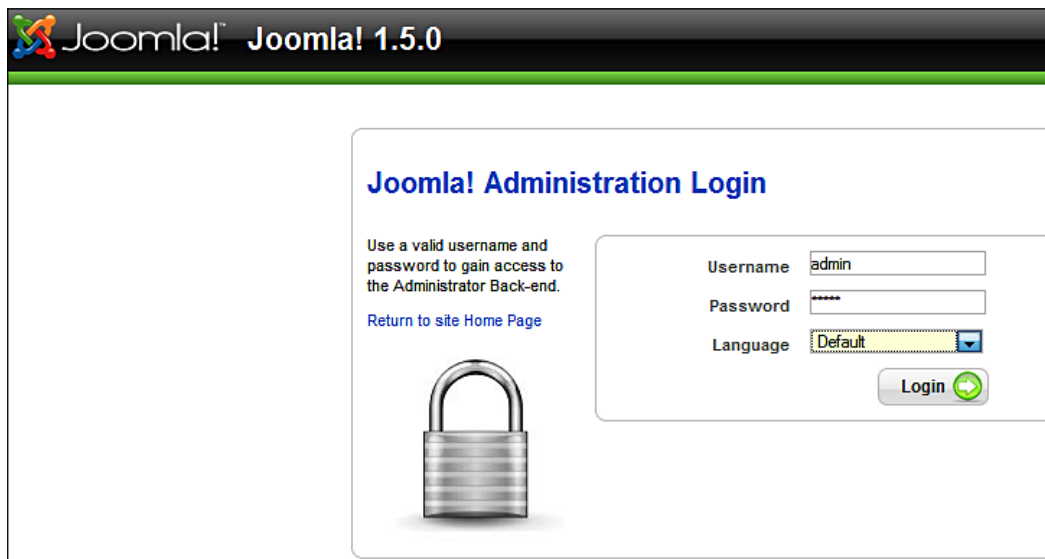 Joomla!™ Joomla! 1.5.0
Joomla! Administration Login
Use a valid username and
password to gain access to
the Administrator Back-end.
Return to site Home Page
Username admin
Password *****
Language Default
Login